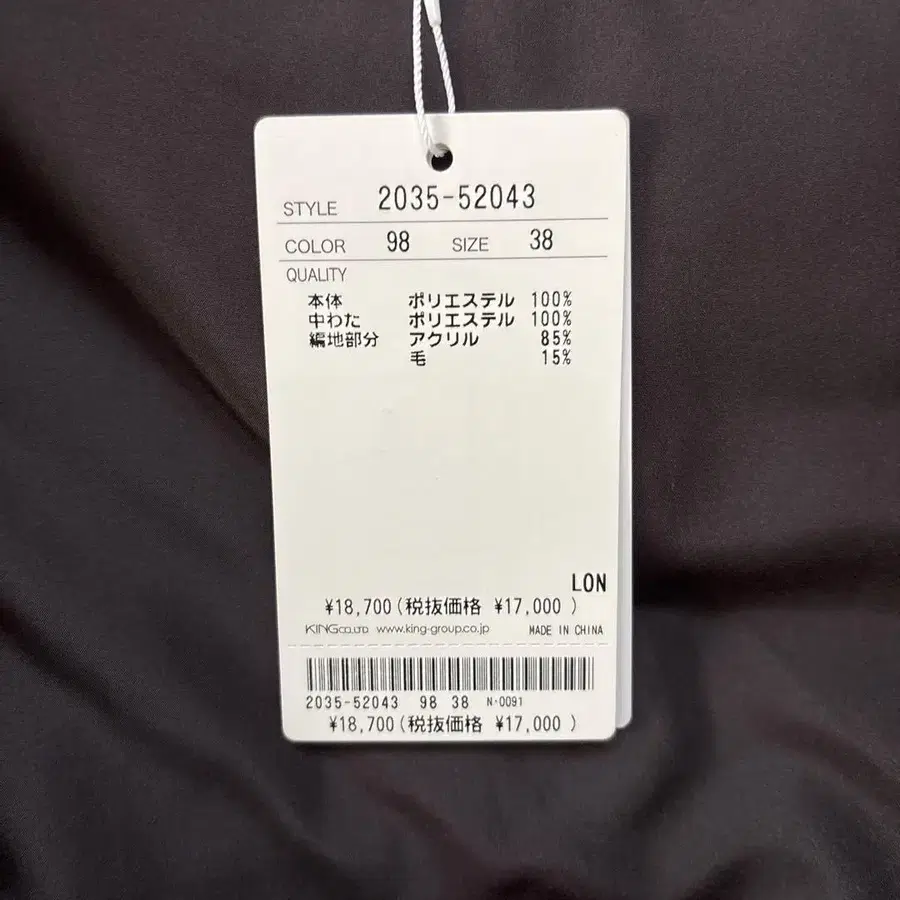 STYLE 2035-52043
COLOR 98 SIZE 38
QUALITY
本体 ポリエステル 100%
中わた ポリエステル 100%
編地部分 アクリル 85%
毛 15%
LON
¥18,700(税抜価格 ¥17,000 )
KING CO.,LTD www.king-group.co.jp MADE IN CHINA
2035-52043 98 38 N-0091
¥18,700(税抜価格 ¥17,000 )